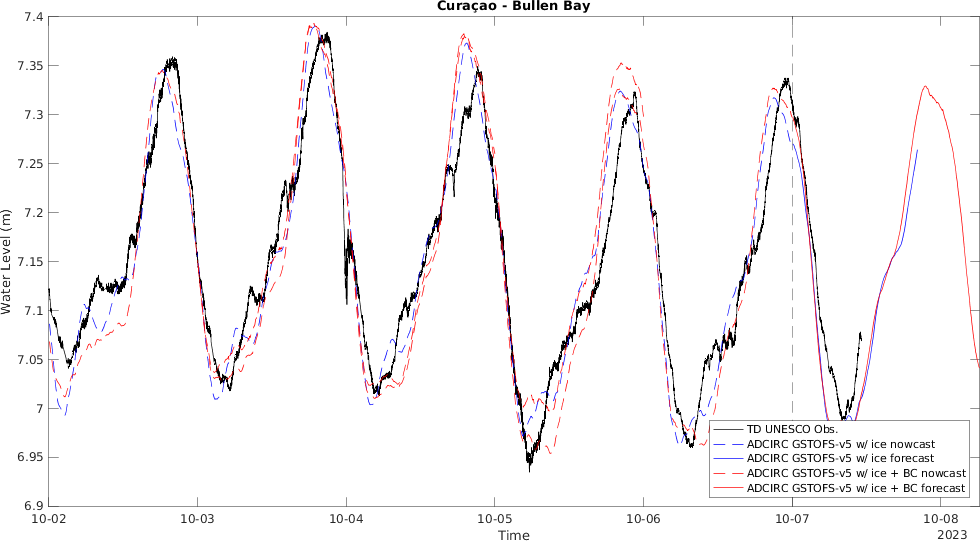 Curaçao - Bullen Bay
7.4
7.35
7.3
7.25
7.2
7.15
7.1
7.05
7
6.95
6.9
Water Level (m)
TD UNESCO Obs.
ADCIRC GSTOFS-v5 w/ ice nowcast
ADCIRC GSTOFS-v5 w/ ice forecast
ADCIRC GSTOFS-v5 w/ ice + BC nowcast
ADCIRC GSTOFS-v5 w/ ice + BC forecast
10-02 10-03 10-04 10-05 10-06 10-07 10-08
Time
2023